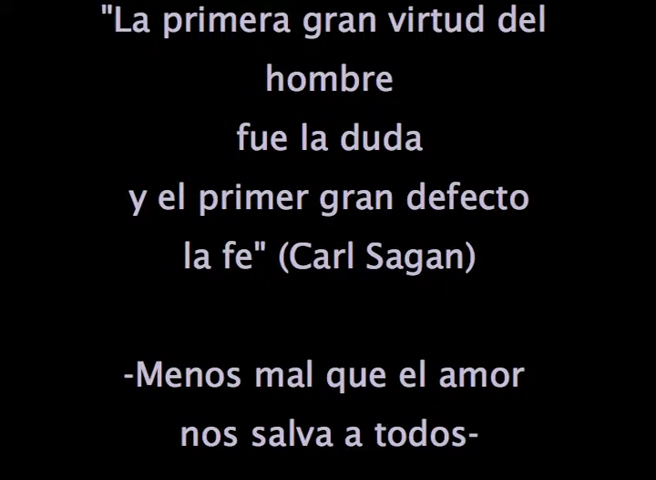 "La primera gran virtud del
hombre
fue la duda
y el primer gran defecto
la fe" (Carl Sagan)
-Menos mal que el amor
nos salva a todos-